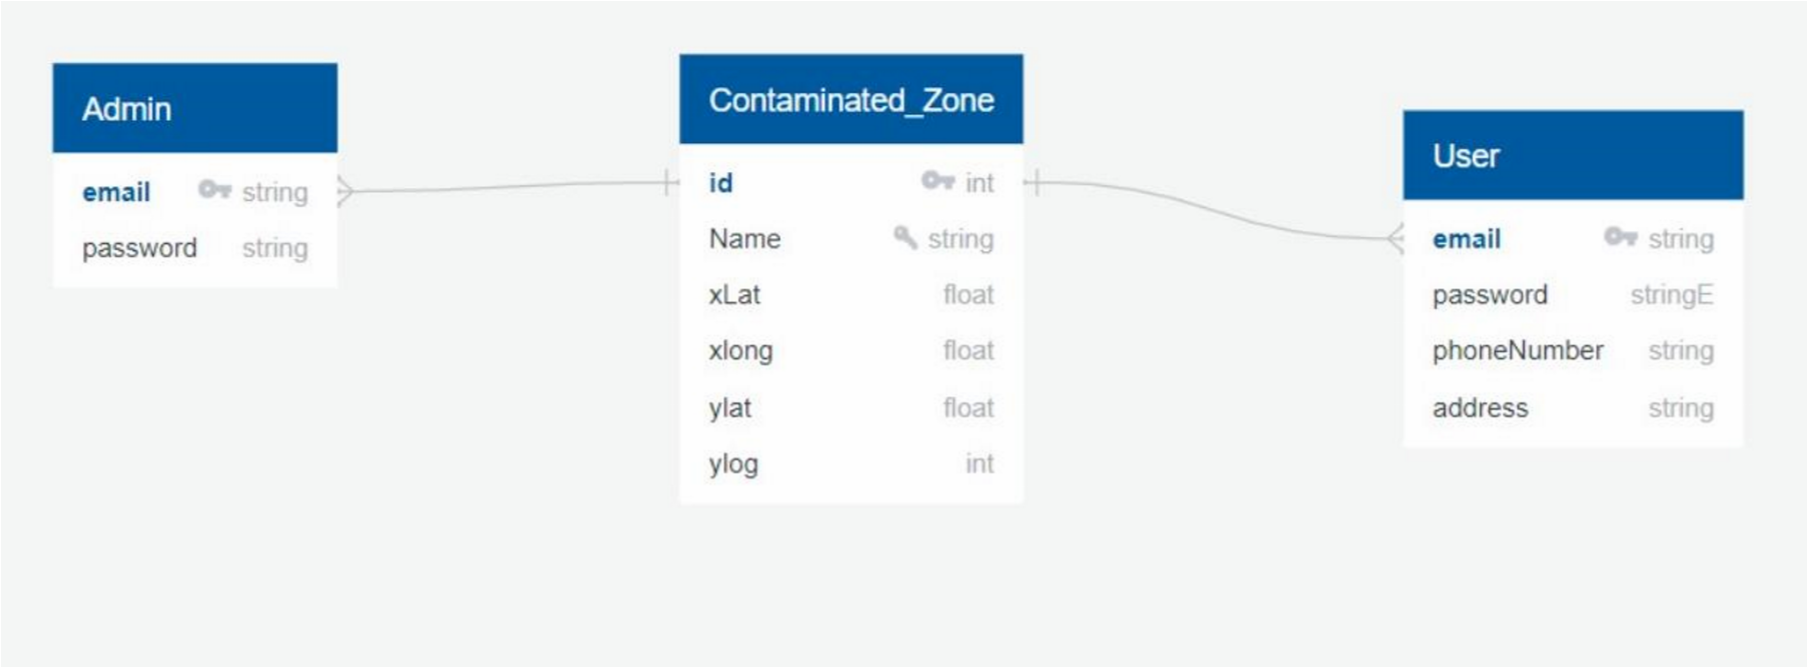 Admin
email string
password string
Contaminated_Zone
id int
Name string
xLat float
xlong float
ylat float
ylog int
User
email string
password stringE
phoneNumber string
address string